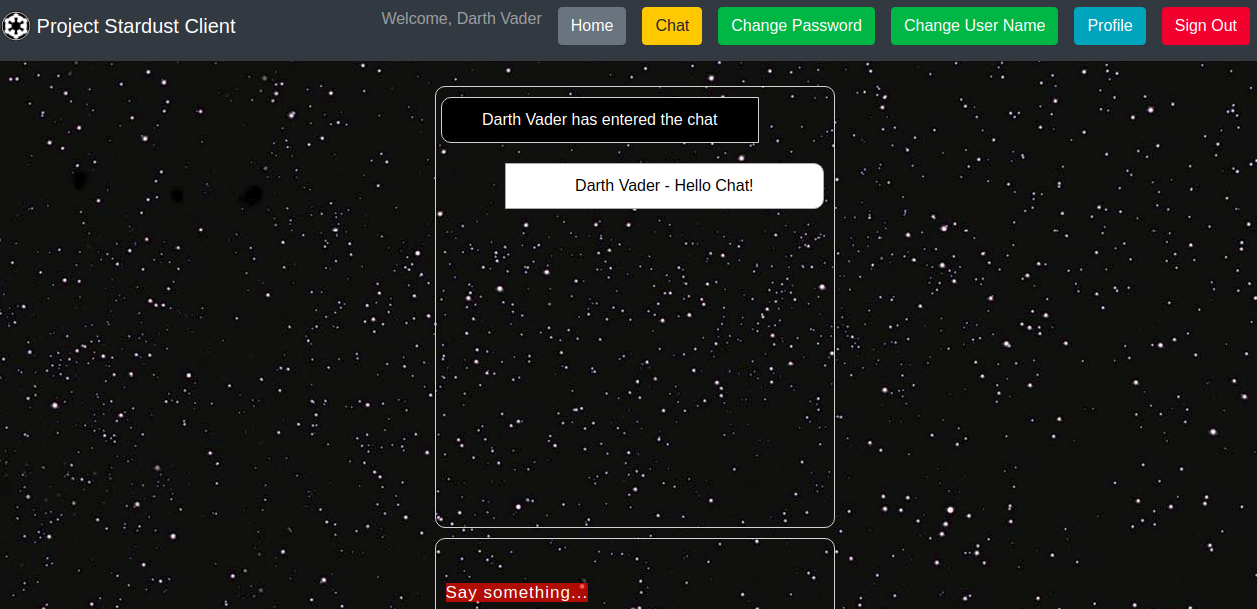 Project Stardust Client
Welcome, Darth Vader
Home
Chat
Change Password
Change User Name
Profile
Sign Out
Darth Vader has entered the chat
Darth Vader - Hello Chat!
Say something...